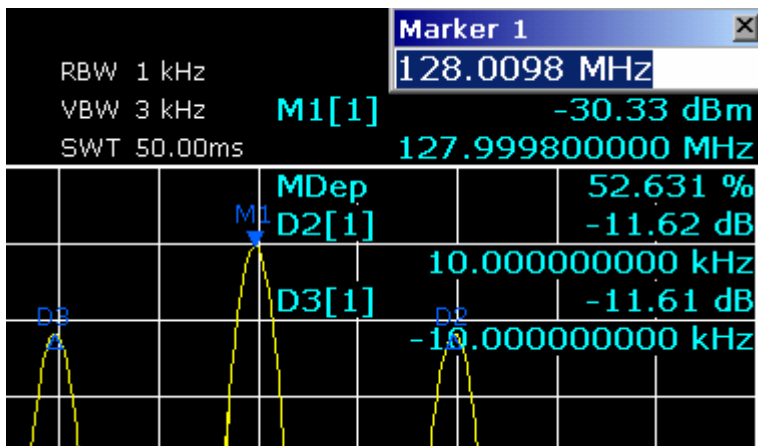 Marker 1
128.0098 MHz
RBW 1 kHz
VBW 3 kHz
SWT 50.00ms
M1[1] -30.33 dBm
127.999800000 MHz
MDep 52.631 %
M1
D2[1] -11.62 dB
10.000000000 kHz
D3[1] -11.61 dB
-10.000000000 kHz
D3
D2